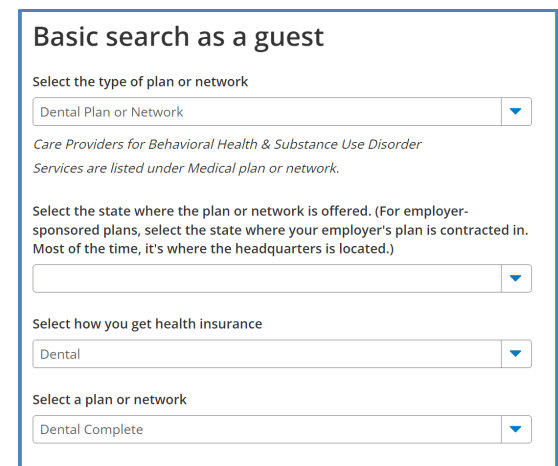 Basic search as a guest
Select the type of plan or network
Dental Plan or Network
Care Providers for Behavioral Health & Substance Use Disorder
Services are listed under Medical plan or network.
Select the state where the plan or network is offered. (For employer-
sponsored plans, select the state where your employer's plan is contracted in.
Most of the time, it's where the headquarters is located.)
Select how you get health insurance
Dental
Select a plan or network
Dental Complete